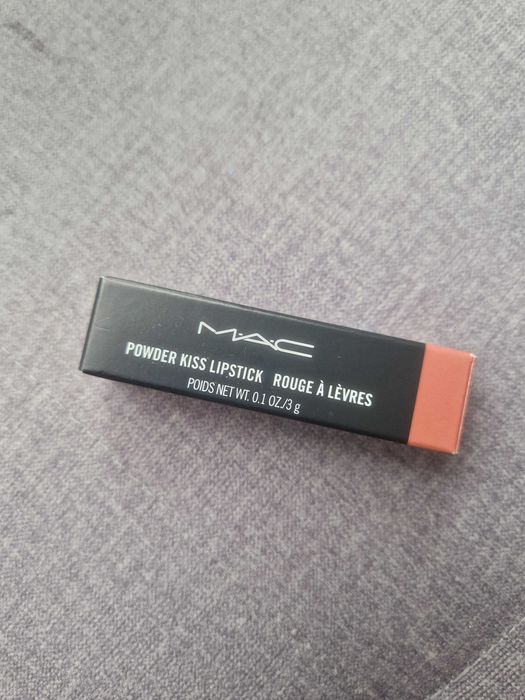 M·A·C
POWDER KISS LIPSTICK ROUGE À LÈVRES
POIDS NET WT. 0.1 OZ./3 g